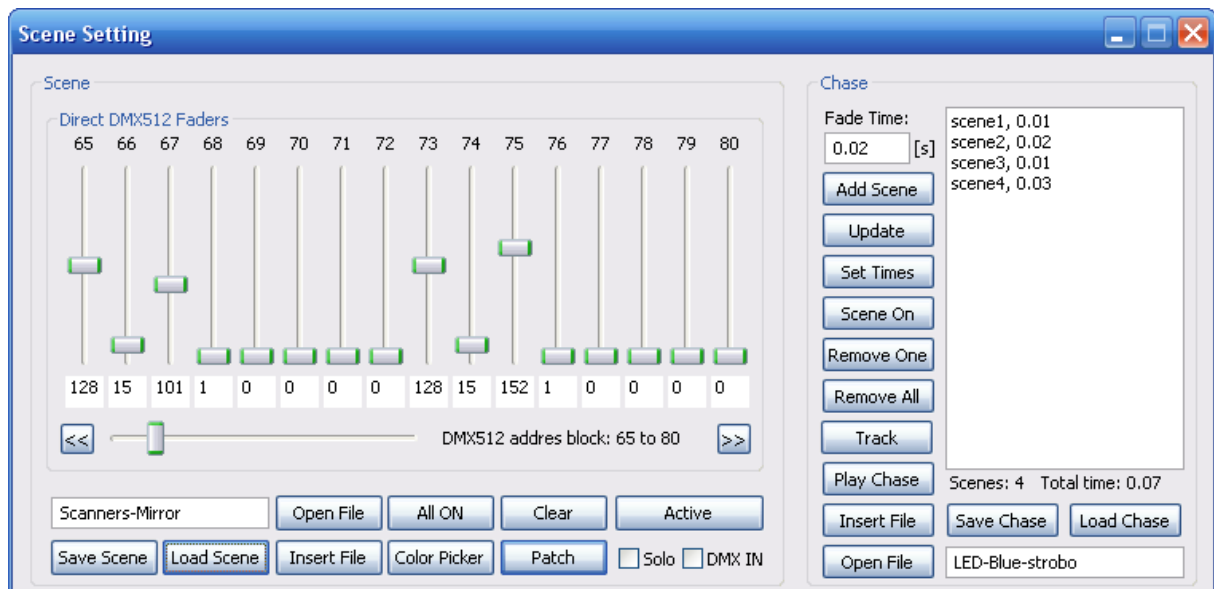 Scene Setting
Scene
Direct DMX512 Faders
65 66 67 68 69 70 71 72 73 74 75 76 77 78 79 80
128 15 101 1 0 0 0 0 128 15 152 1 0 0 0 0
<< DMX512 addres block: 65 to 80 >>
Scanners-Mirror Open File All ON Clear Active
Save Scene Load Scene Insert File Color Picker Patch Solo DMX IN
Chase
Fade Time:
0.02 [s]
Add Scene
Update
Set Times
Scene On
Remove One
Remove All
Track
Play Chase
Insert File
Open File
scene1, 0.01
scene2, 0.02
scene3, 0.01
scene4, 0.03
Scenes: 4 Total time: 0.07
Save Chase Load Chase
LED-Blue-strobo